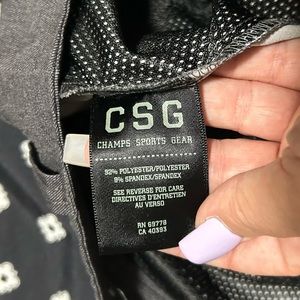 CSG
CHAMPS SPORTS GEAR
92% POLYESTER/POLYESTER
8% SPANDEX/SPANDEX
SEE REVERSE FOR CARE
DIRECTIVES D'ENTRETIEN
AU VERSO
RN 69778
CA 40393